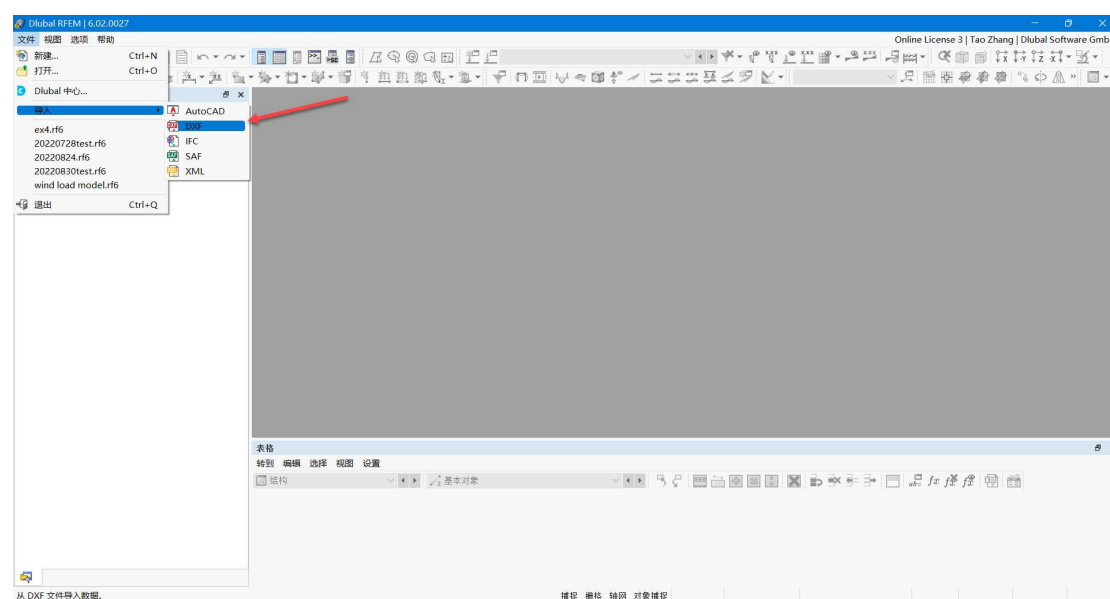 Dlubal RFEM | 6.02.0027
文件 视图 选项 帮助
Online License 3 | Tao Zhang | Dlubal Software Gmb
新建... Ctrl+N
打开... Ctrl+O
Dlubal 中心...
导入
AutoCAD
DXF
IFC
SAF
XML
ex4.rf6
20220728test.rf6
20220824.rf6
20220830test.rf6
wind load model.rf6
退出 Ctrl+Q
表格
转到 编辑 选择 视图 设置
结构 基本对象
从 DXF 文件导入数据。
捕捉 栅格 轴网 对象捕捉